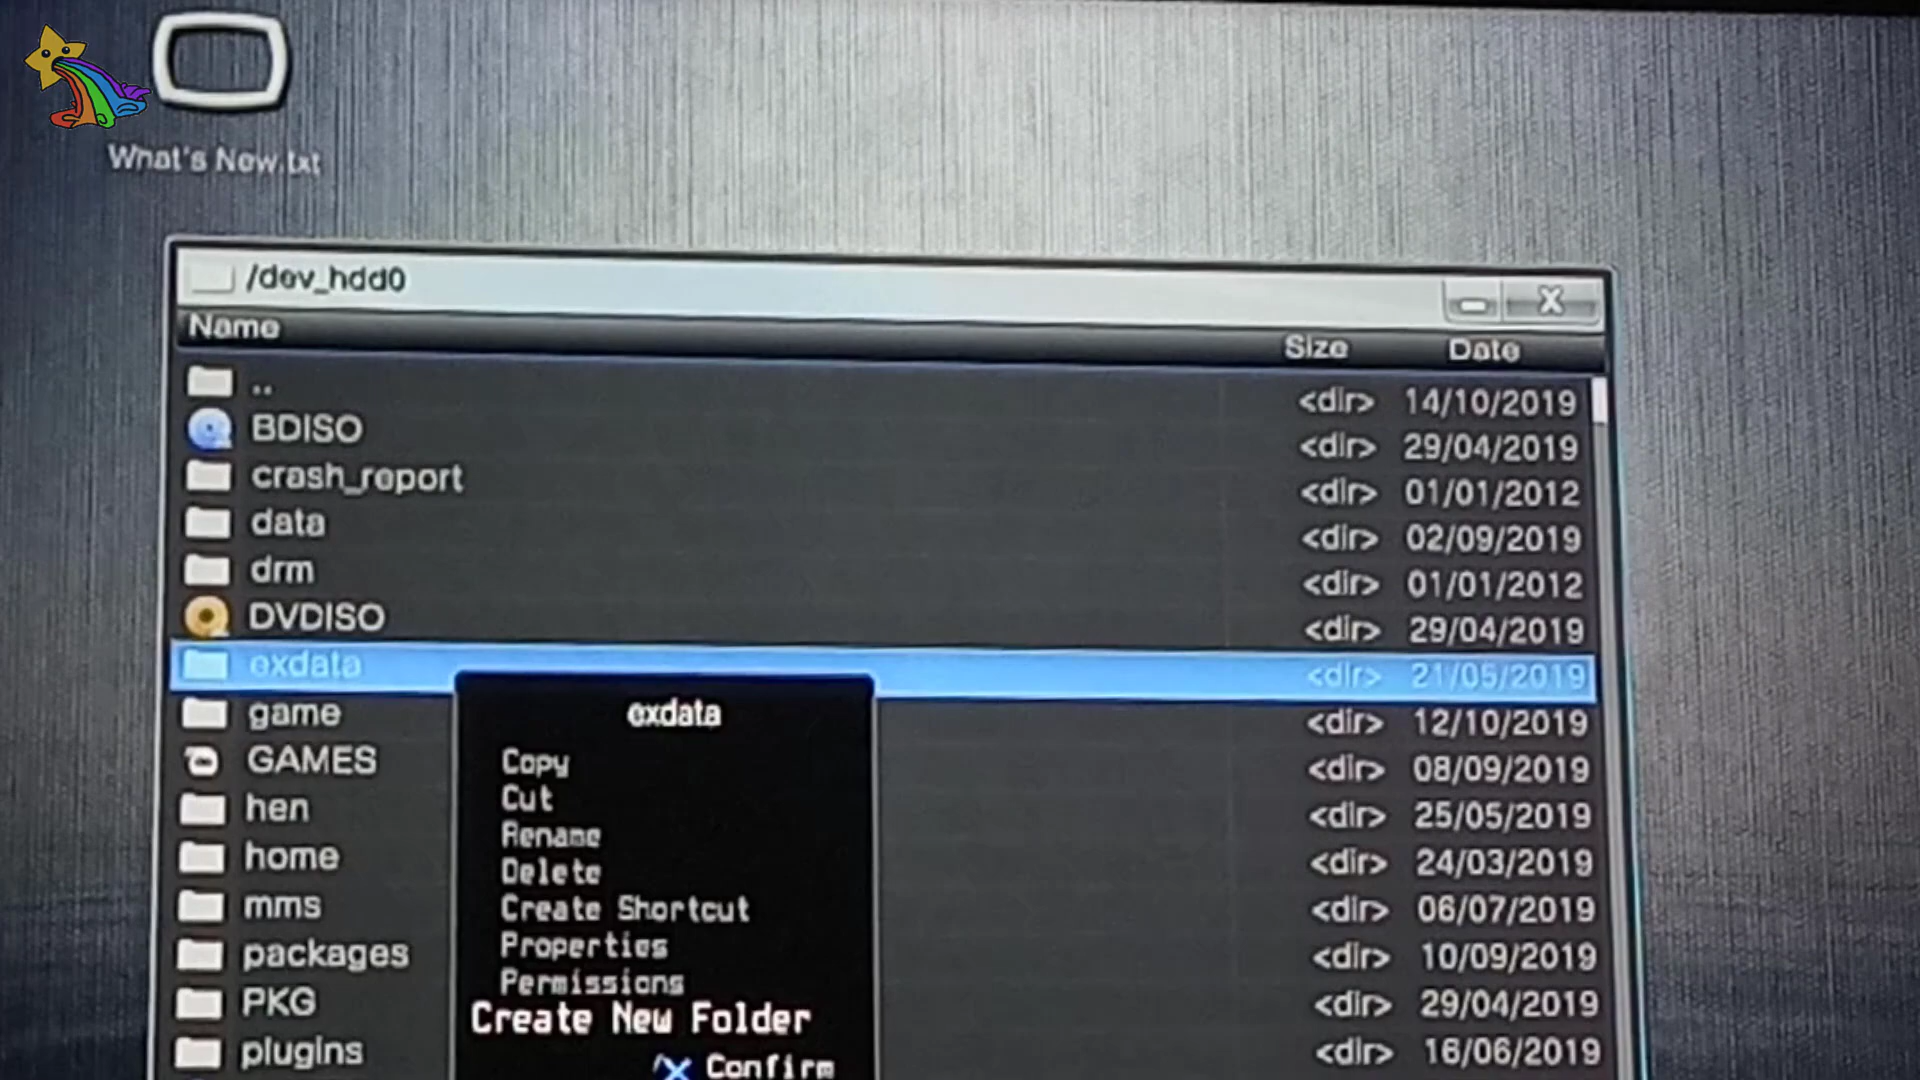 What's New.txt
/dev_hdd0
X
Name Size Date
.. <dir> 14/10/2019
BDISO <dir> 29/04/2019
crash_report <dir> 01/01/2012
data <dir> 02/09/2019
drm <dir> 01/01/2012
DVDISO <dir> 29/04/2019
exdata <dir> 21/05/2019
game <dir> 12/10/2019
GAMES <dir> 08/09/2019
hen <dir> 25/05/2019
home <dir> 24/03/2019
mms <dir> 06/07/2019
packages <dir> 10/09/2019
PKG <dir> 29/04/2019
plugins <dir> 16/06/2019
exdata
Copy
Cut
Rename
Delete
Create Shortcut
Properties
Permissions
Create New Folder
Confirm